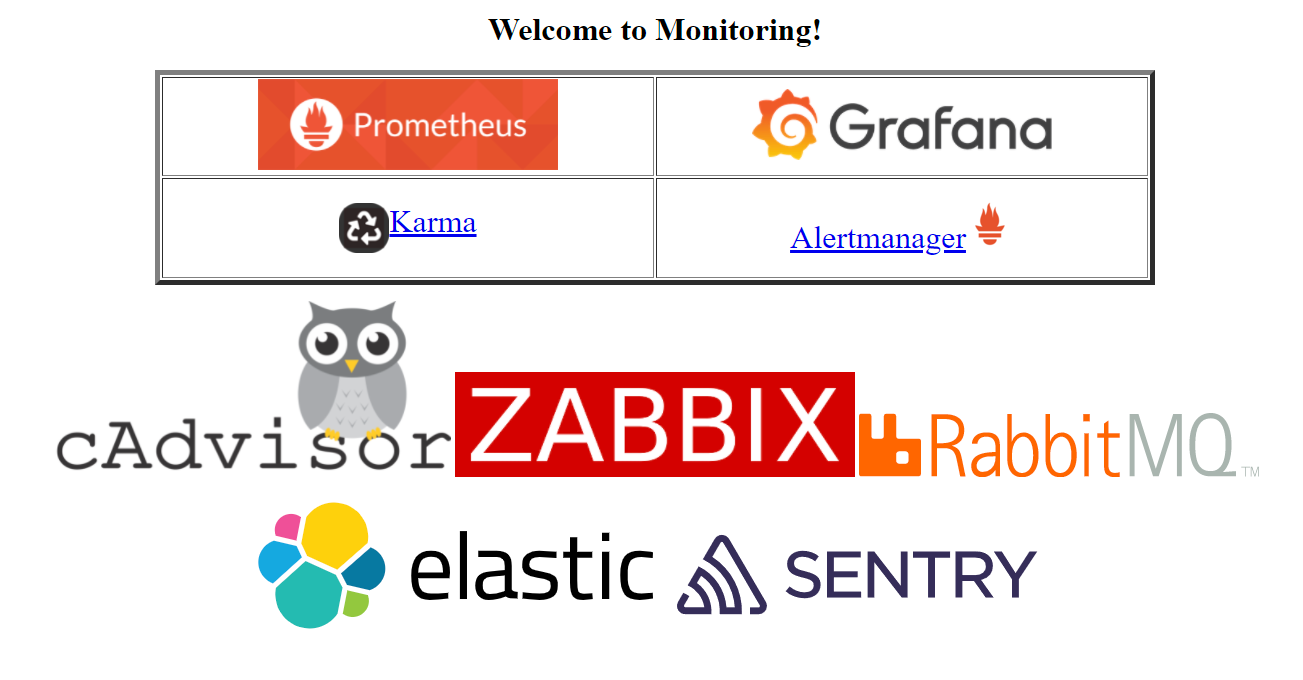 Welcome to Monitoring!
Prometheus
Grafana
Karma
Alertmanager
cAdvisor
ZABBIX
RabbitMQ TM
elastic
SENTRY